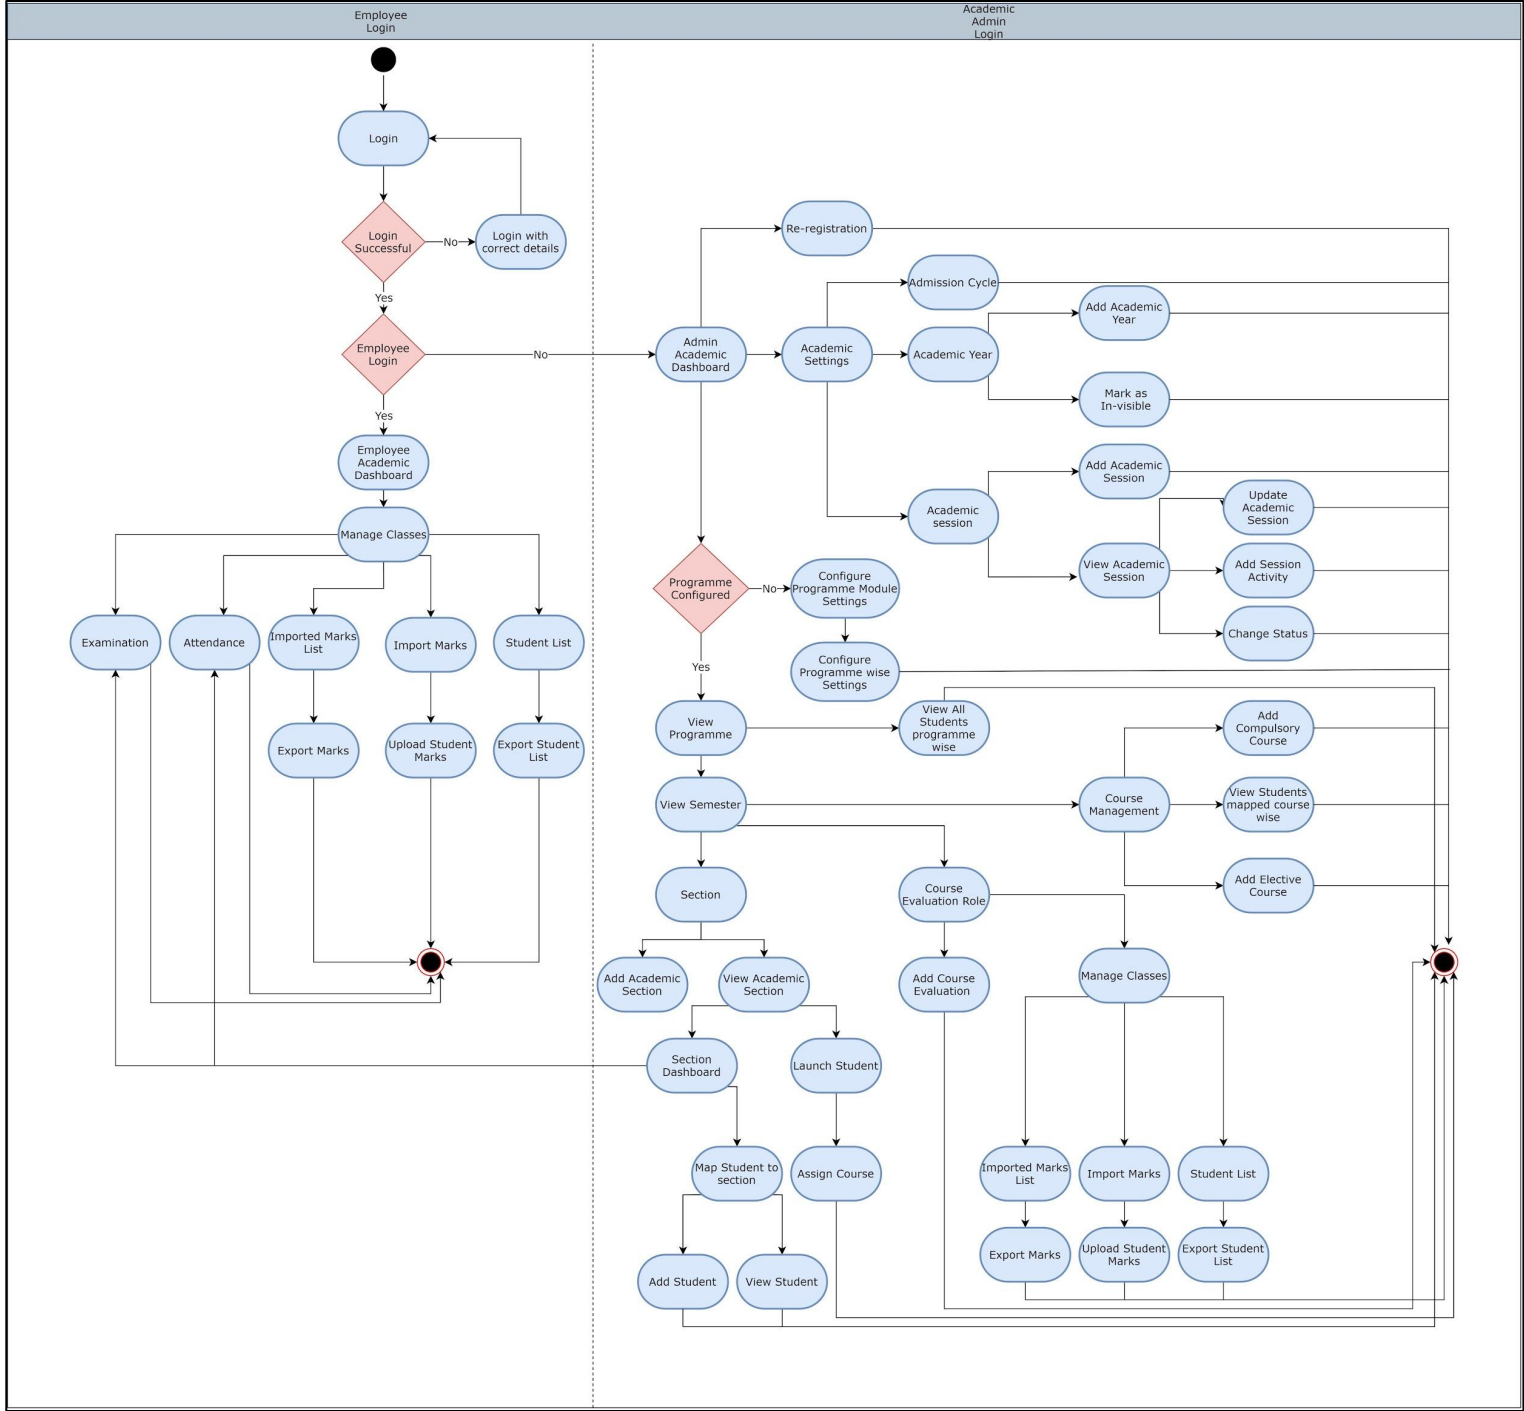 Employee
Login
Academic
Admin
Login
Login
Login
Successful
No
Login with
correct details
Yes
Employee
Login
No
Yes
Employee
Academic
Dashboard
Manage Classes
Examination
Attendance
Imported Marks
List
Import Marks
Student List
Export Marks
Upload Student
Marks
Export Student
List
Re-registration
Admission Cycle
Admin
Academic
Dashboard
Academic
Settings
Academic Year
Add Academic
Year
Mark as
In-visible
Academic
session
Add Academic
Session
View Academic
Session
Update
Academic
Session
Add Session
Activity
Change Status
Programme
Configured
No
Configure
Programme Module
Settings
Configure
Programme wise
Settings
Yes
View
Programme
View All
Students
programme
wise
View Semester
Course
Management
Add
Compulsory
Course
View Students
mapped course
wise
Add Elective
Course
Section
Course
Evaluation Role
Add Academic
Section
View Academic
Section
Add Course
Evaluation
Manage Classes
Section
Dashboard
Launch Student
Map Student to
section
Assign Course
Imported Marks
List
Import Marks
Student List
Add Student
View Student
Export Marks
Upload Student
Marks
Export Student
List